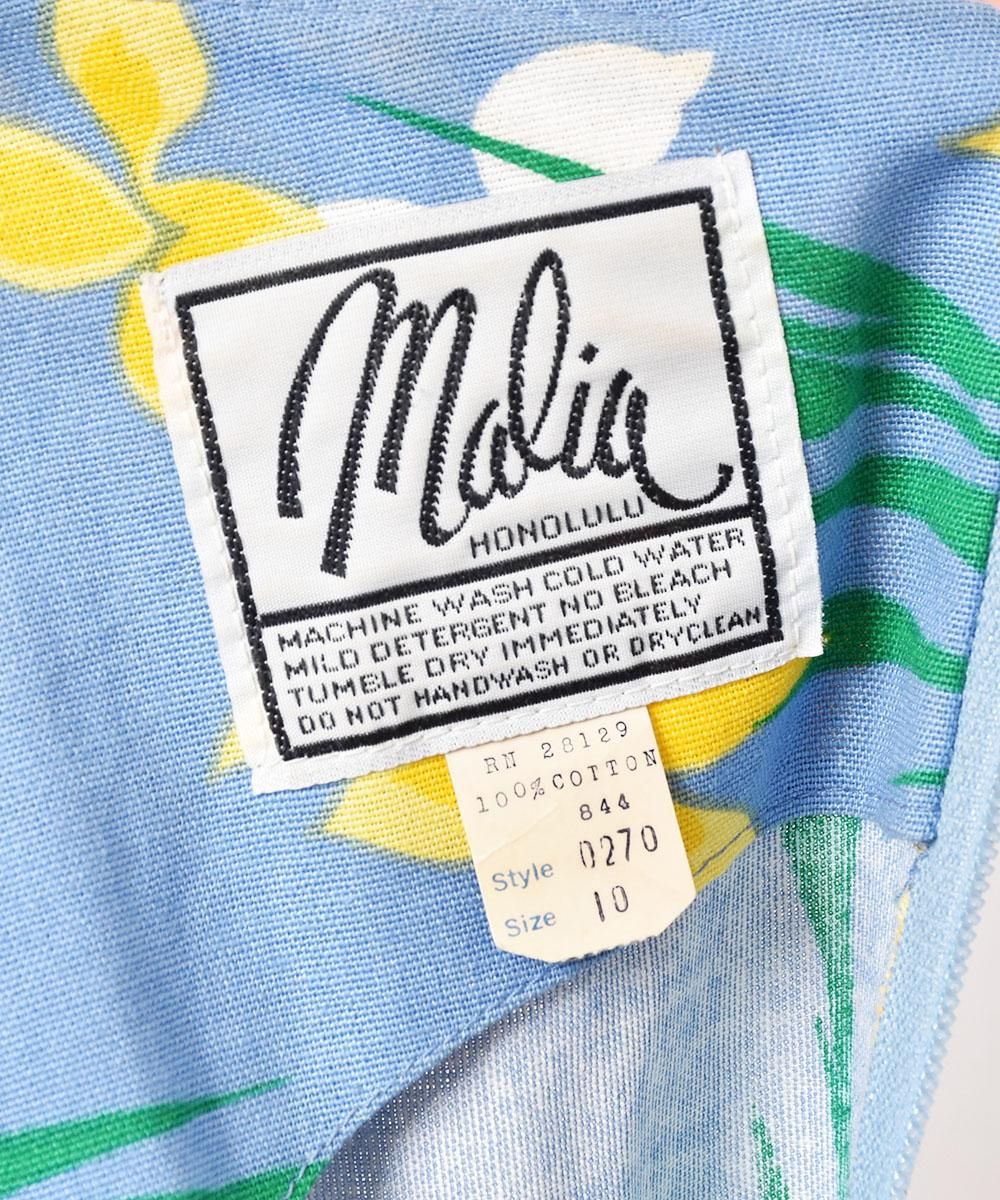 Malia
HONOLULU
MACHINE WASH COLD WATER
MILD DETERGENT NO BLEACH
TUMBLE DRY IMMEDIATELY
DO NOT HANDWASH OR DRYCLEAN
RN 28129
100% COTTON
844
Style 0270
Size 10